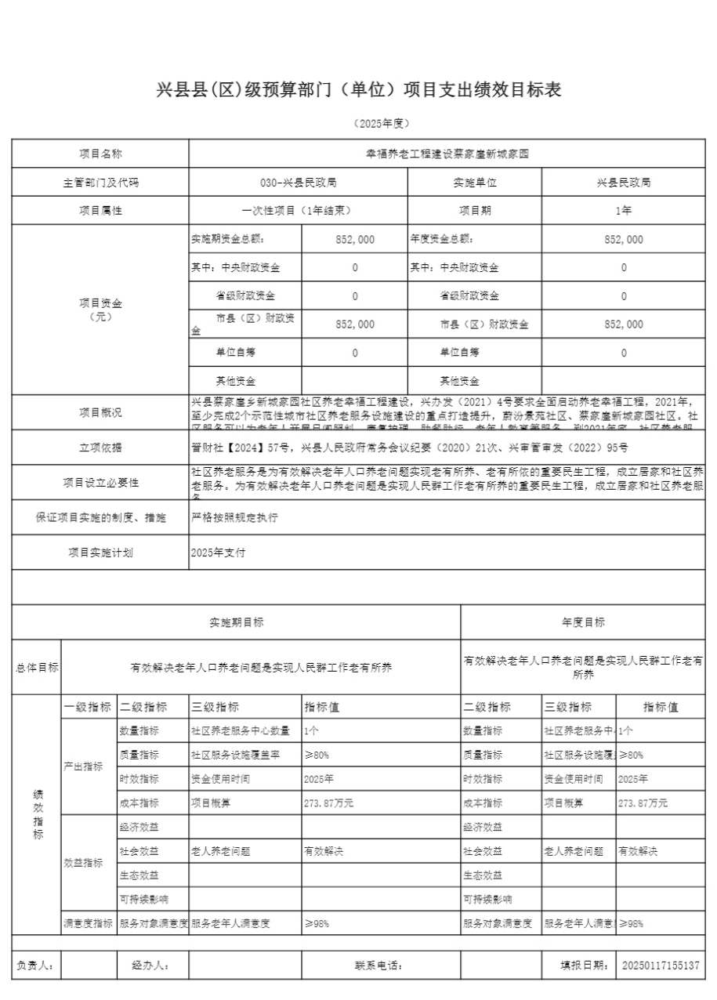 兴县县(区)级预算部门（单位）项目支出绩效目标表
（2025年度）
项目名称 幸福养老工程建设蔡家崖新城家园
主管部门及代码 030-兴县民政局 实施单位 兴县民政局
项目属性 一次性项目（1年结束） 项目期 1年
项目资金
（元）
实施期资金总额： 852,000 年度资金总额： 852,000
其中：中央财政资金 0 其中：中央财政资金 0
省级财政资金 0 省级财政资金 0
市县（区）财政资
金 852,000 市县（区）财政资金 852,000
单位自筹 0 单位自筹 0
其他资金 其他资金
项目概况
兴县蔡家崖乡新城家园社区养老幸福工程建设，兴办发（2021）4号要求全面启动养老幸福工程，2021年，
至少完成2个示范性城市社区养老服务设施建设的重点打造提升，蔚汾景苑社区、蔡家崖新城家园社区。社
区服务可以为老年人开展日间照料、康复护理、助餐助行、老年人教育等服务，到2021年底，社区养老服
立项依据 晋财社【2024】57号，兴县人民政府常务会议纪要（2020）21次、兴审管审发（2022）95号
项目设立必要性
社区养老服务是为有效解决老年人口养老问题实现老有所养、老有所依的重要民生工程，成立居家和社区养
老服务。为有效解决老年人口养老问题是实现人民群工作老有所养的重要民生工程，成立居家和社区养老服
务
保证项目实施的制度、措施 严格按照规定执行
项目实施计划 2025年支付
实施期目标 年度目标
总体目标 有效解决老年人口养老问题是实现人民群工作老有所养 有效解决老年人口养老问题是实现人民群工作老有
所养
绩效指标
一级指标 二级指标 三级指标 指标值 二级指标 三级指标 指标值
产出指标
数量指标 社区养老服务中心数量 1个 数量指标 社区养老服务中 1个
质量指标 社区服务设施覆盖率 ≥80% 质量指标 社区服务设施覆 ≥80%
时效指标 资金使用时间 2025年 时效指标 资金使用时间 2025年
成本指标 项目概算 273.87万元 成本指标 项目概算 273.87万元
效益指标
经济效益 经济效益
社会效益 老人养老问题 有效解决 社会效益 老人养老问题 有效解决
生态效益 生态效益
可持续影响 可持续影响
满意度指标 服务对象满意度 服务老年人满意度 ≥98% 服务对象满意度 服务老年人满意 ≥98%
负责人： 经办人： 联系电话： 填报日期： 20250117155137